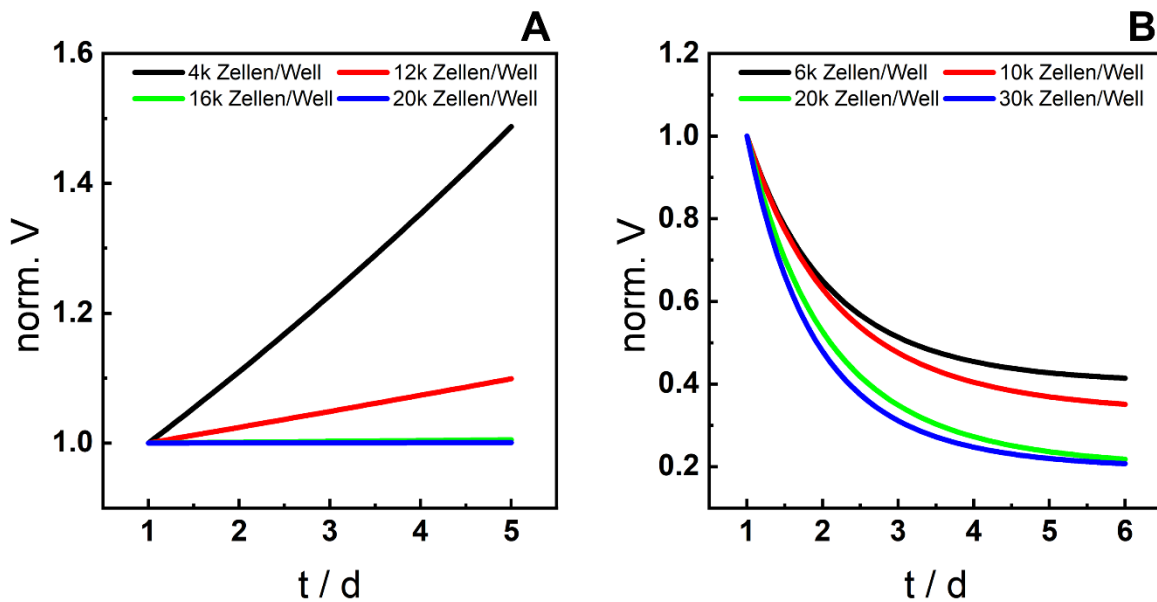 A
norm. V
1.6
1.4
1.2
1.0
4k Zellen/Well 12k Zellen/Well
16k Zellen/Well 20k Zellen/Well
1 2 3 4 5
t / d
B
norm. V
1.2
1.0
0.8
0.6
0.4
0.2
6k Zellen/Well 10k Zellen/Well
20k Zellen/Well 30k Zellen/Well
1 2 3 4 5 6
t / d